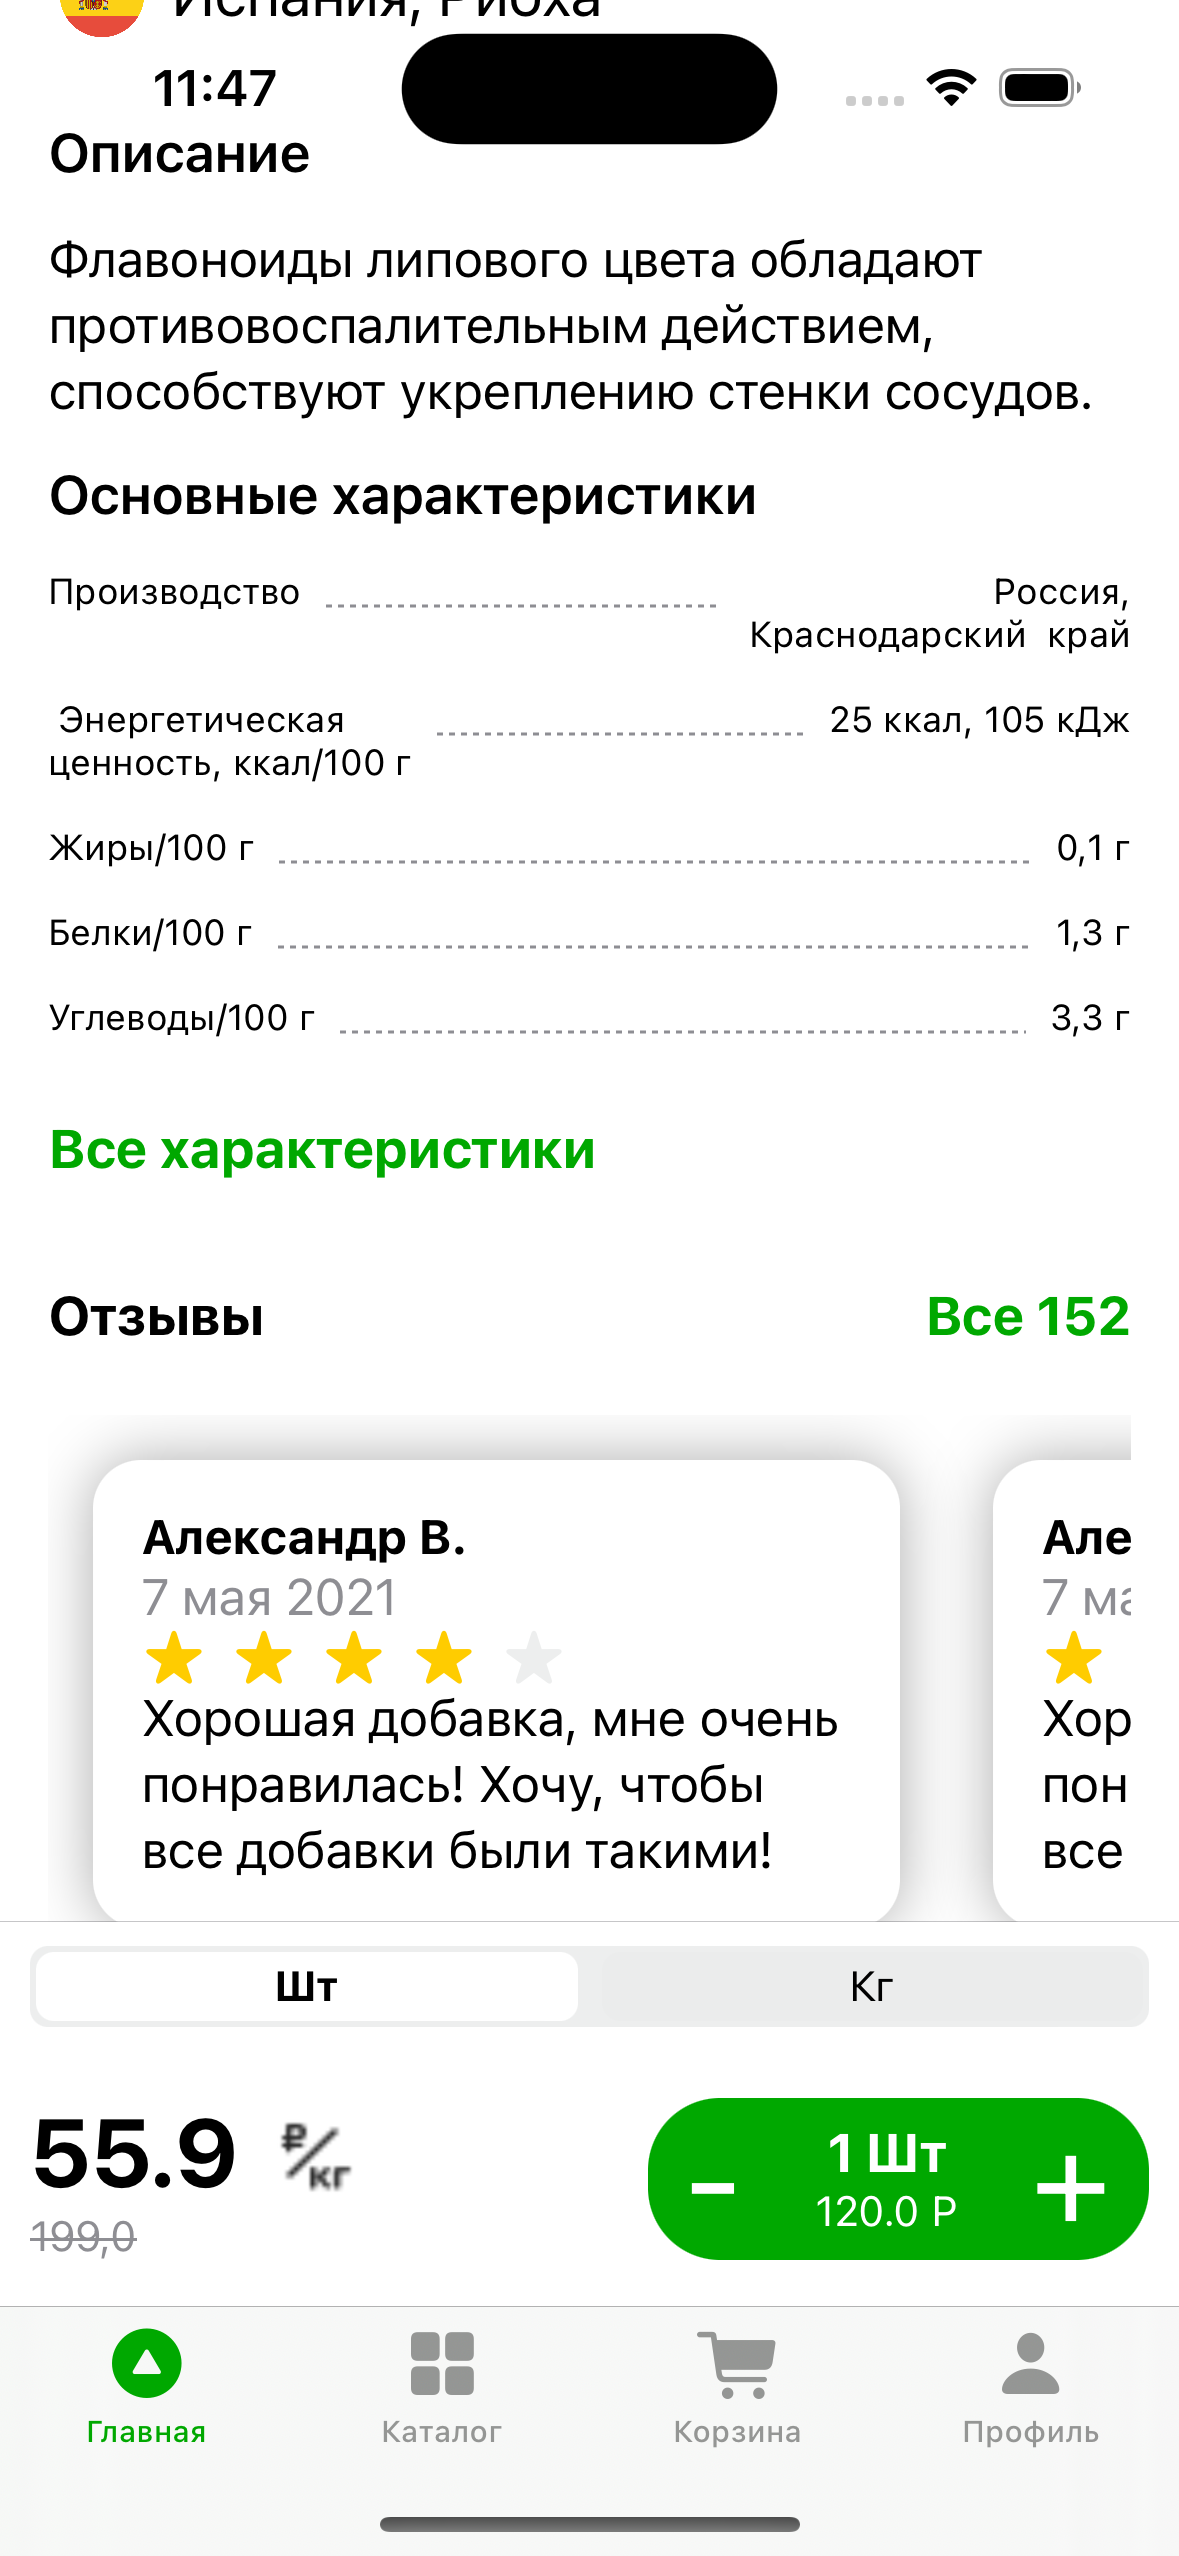 Испания, Риоха
11:47
Описание
Флавоноиды липового цвета обладают
противовоспалительным действием,
способствуют укреплению стенки сосудов.
Основные характеристики
Производство Россия,
Краснодарский край
Энергетическая 25 ккал, 105 кДж
ценность, ккал/100 г
Жиры/100 г 0,1 г
Белки/100 г 1,3 г
Углеводы/100 г 3,3 г
Все характеристики
Отзывы Все 152
Александр В.
7 мая 2021
Хорошая добавка, мне очень
понравилась! Хочу, чтобы
все добавки были такими!
Але
7 ма
Хор
пон
все
Шт Кг
55.9 ₽/кг
199,0
- 1 Шт +
120.0 Р
Главная Каталог Корзина Профиль